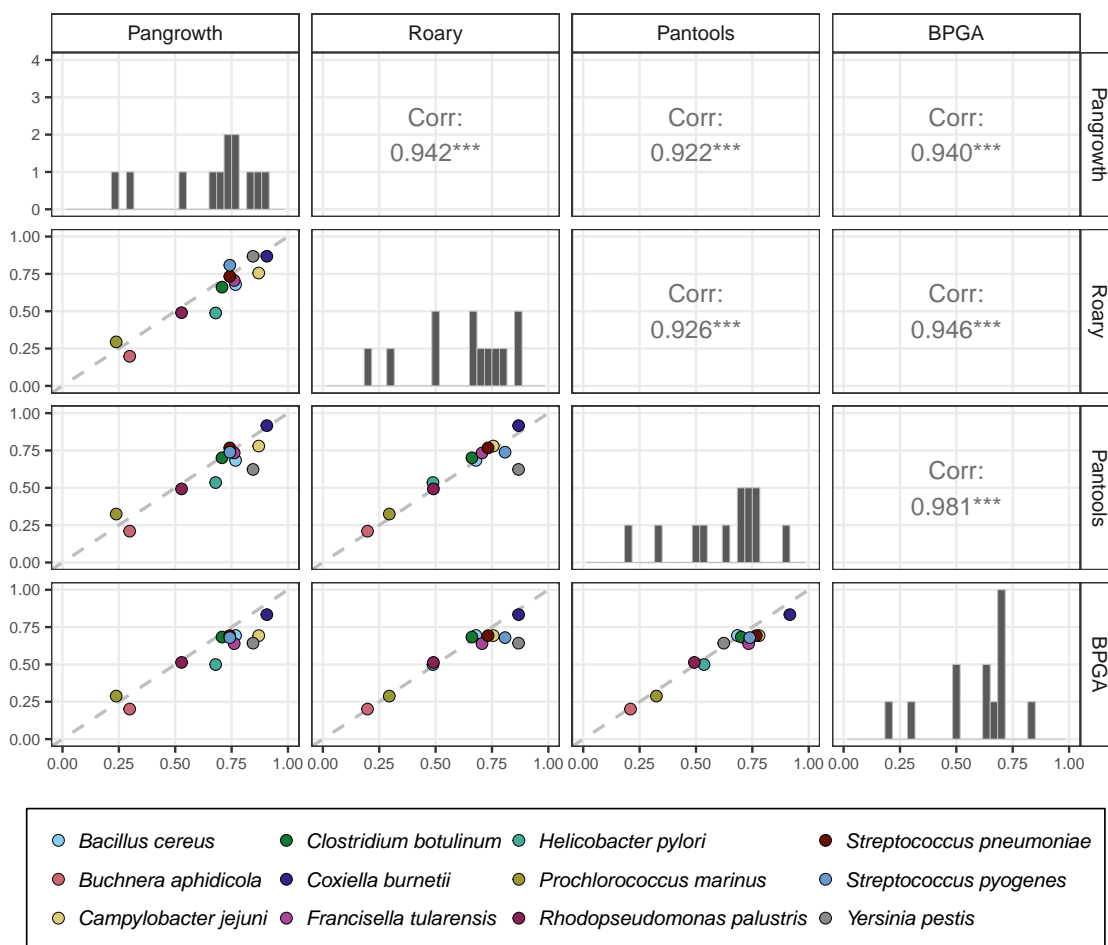 Pangrowth Roary Pantools BPGA
4
3
2
1
0
Corr:
0.942***
Corr:
0.922***
Corr:
0.940***
Pangrowth
1.00
0.75
0.50
0.25
0.00
Corr:
0.926***
Corr:
0.946***
Roary
1.00
0.75
0.50
0.25
0.00
Corr:
0.981***
Pantools
1.00
0.75
0.50
0.25
0.00
BPGA
0.00 0.25 0.50 0.75 1.00 0.00 0.25 0.50 0.75 1.00 0.00 0.25 0.50 0.75 1.00 0.00 0.25 0.50 0.75 1.00
Bacillus cereus Clostridium botulinum Helicobacter pylori Streptococcus pneumoniae
Buchnera aphidicola Coxiella burnetii Prochlorococcus marinus Streptococcus pyogenes
Campylobacter jejuni Francisella tularensis Rhodopseudomonas palustris Yersinia pestis